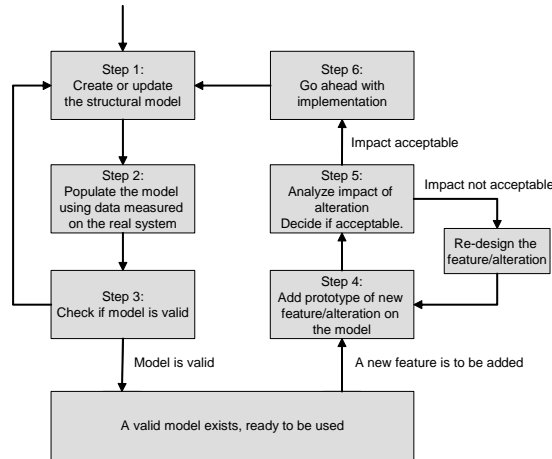 Step 1:
Create or update
the structural model
Step 2:
Populate the model
using data measured
on the real system
Step 3:
Check if model is valid
Model is valid
A valid model exists, ready to be used
A new feature is to be added
Step 4:
Add prototype of new
feature/alteration on
the model
Step 5:
Analyze impact of
alteration
Decide if acceptable.
Impact not acceptable
Re-design the
feature/alteration
Impact acceptable
Step 6:
Go ahead with
implementation